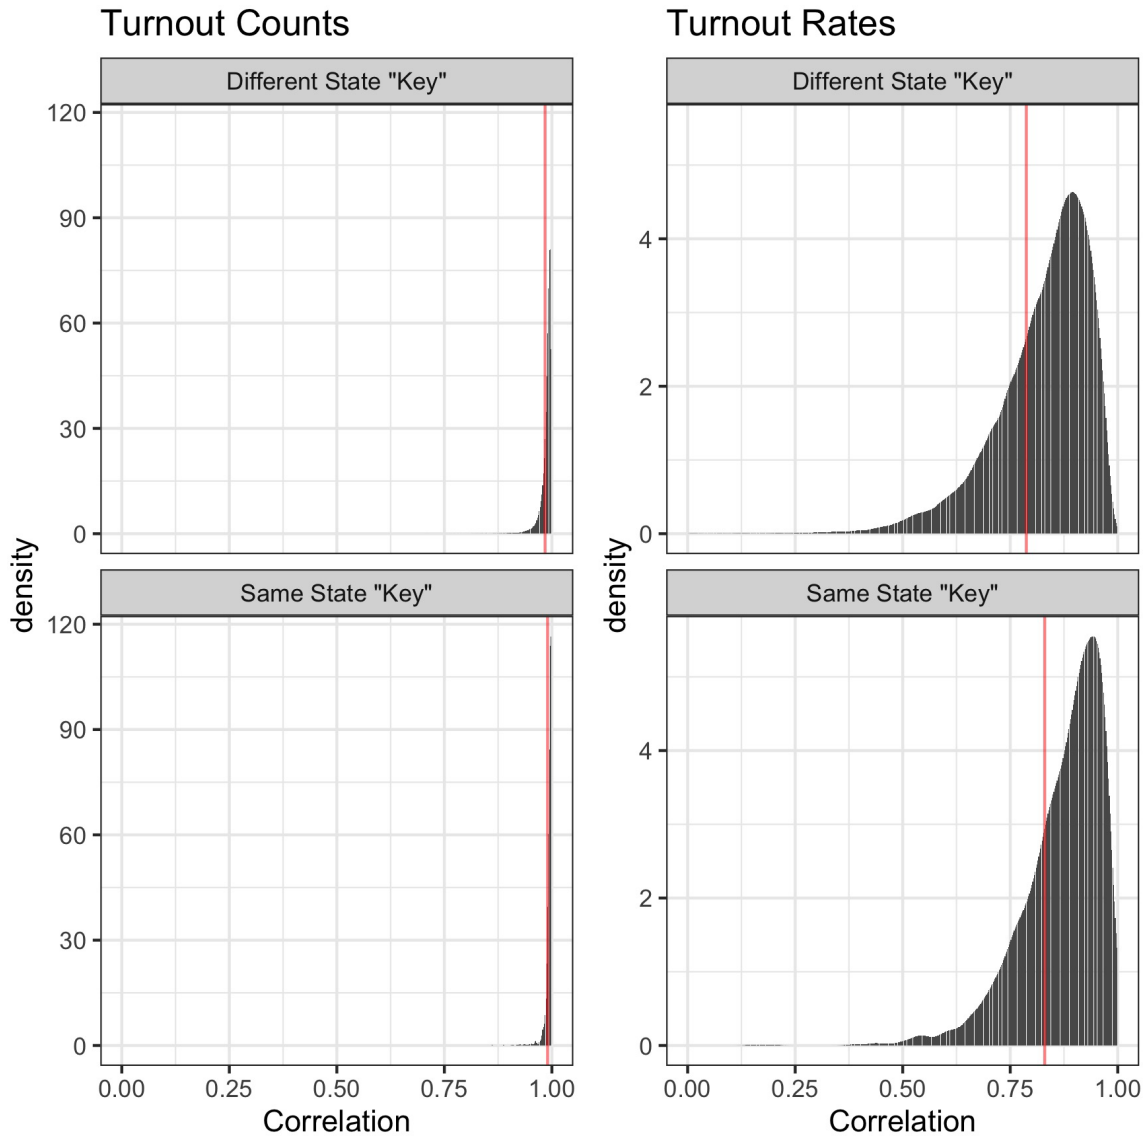 Turnout Counts
Different State "Key"
120
90
60
30
0
Same State "Key"
120
90
60
30
0
density
0.00 0.25 0.50 0.75 1.00
Correlation
Turnout Rates
Different State "Key"
4
2
0
Same State "Key"
4
2
0
density
0.00 0.25 0.50 0.75 1.00
Correlation